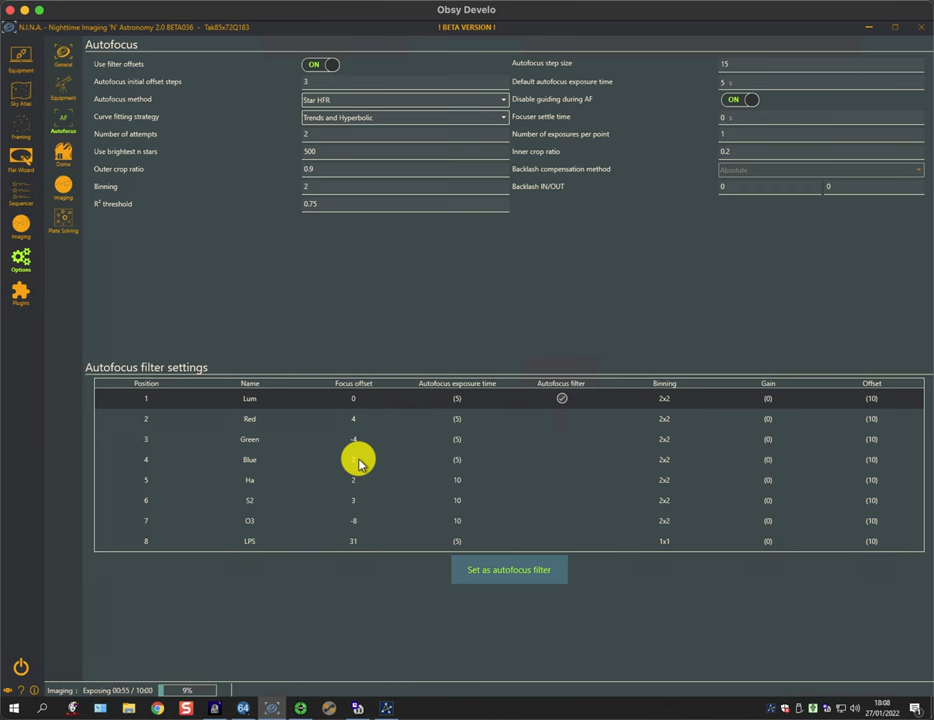 Obsy Develo
N.I.N.A. - Nighttime Imaging 'N' Astronomy 2.0 BETA036 - Tak85x72Q183
! BETA VERSION !
Equipment
Sky Atlas
Framing
Flat Wizard
Sequencer
Imaging
Options
Plugins
General
Equipment
AF
Autofocus
Dome
Imaging
Plate Solving
Autofocus
Use filter offsets ON
Autofocus step size 15
Autofocus initial offset steps 3
Default autofocus exposure time 5 s
Autofocus method Star HFR
Disable guiding during AF ON
Curve fitting strategy Trends and Hyperbolic
Focuser settle time 0 s
Number of attempts 2
Number of exposures per point 1
Use brightest n stars 500
Inner crop ratio 0.2
Outer crop ratio 0.9
Backlash compensation method Absolute
Binning 2
Backlash IN/OUT 0 0
R² threshold 0.75
Autofocus filter settings
Position Name Focus offset Autofocus exposure time Autofocus filter Binning Gain Offset
1 Lum 0 (5) 2x2 (0) (10)
2 Red 4 (5) 2x2 (0) (10)
3 Green -4 (5) 2x2 (0) (10)
4 Blue (5) 2x2 (0) (10)
5 Ha 2 10 2x2 (0) (10)
6 S2 3 10 2x2 (0) (10)
7 O3 -8 10 2x2 (0) (10)
8 LPS 31 (5) 1x1 (0) (10)
Set as autofocus filter
Imaging : Exposing 00:55 / 10:00 9%
18:08
27/01/2022